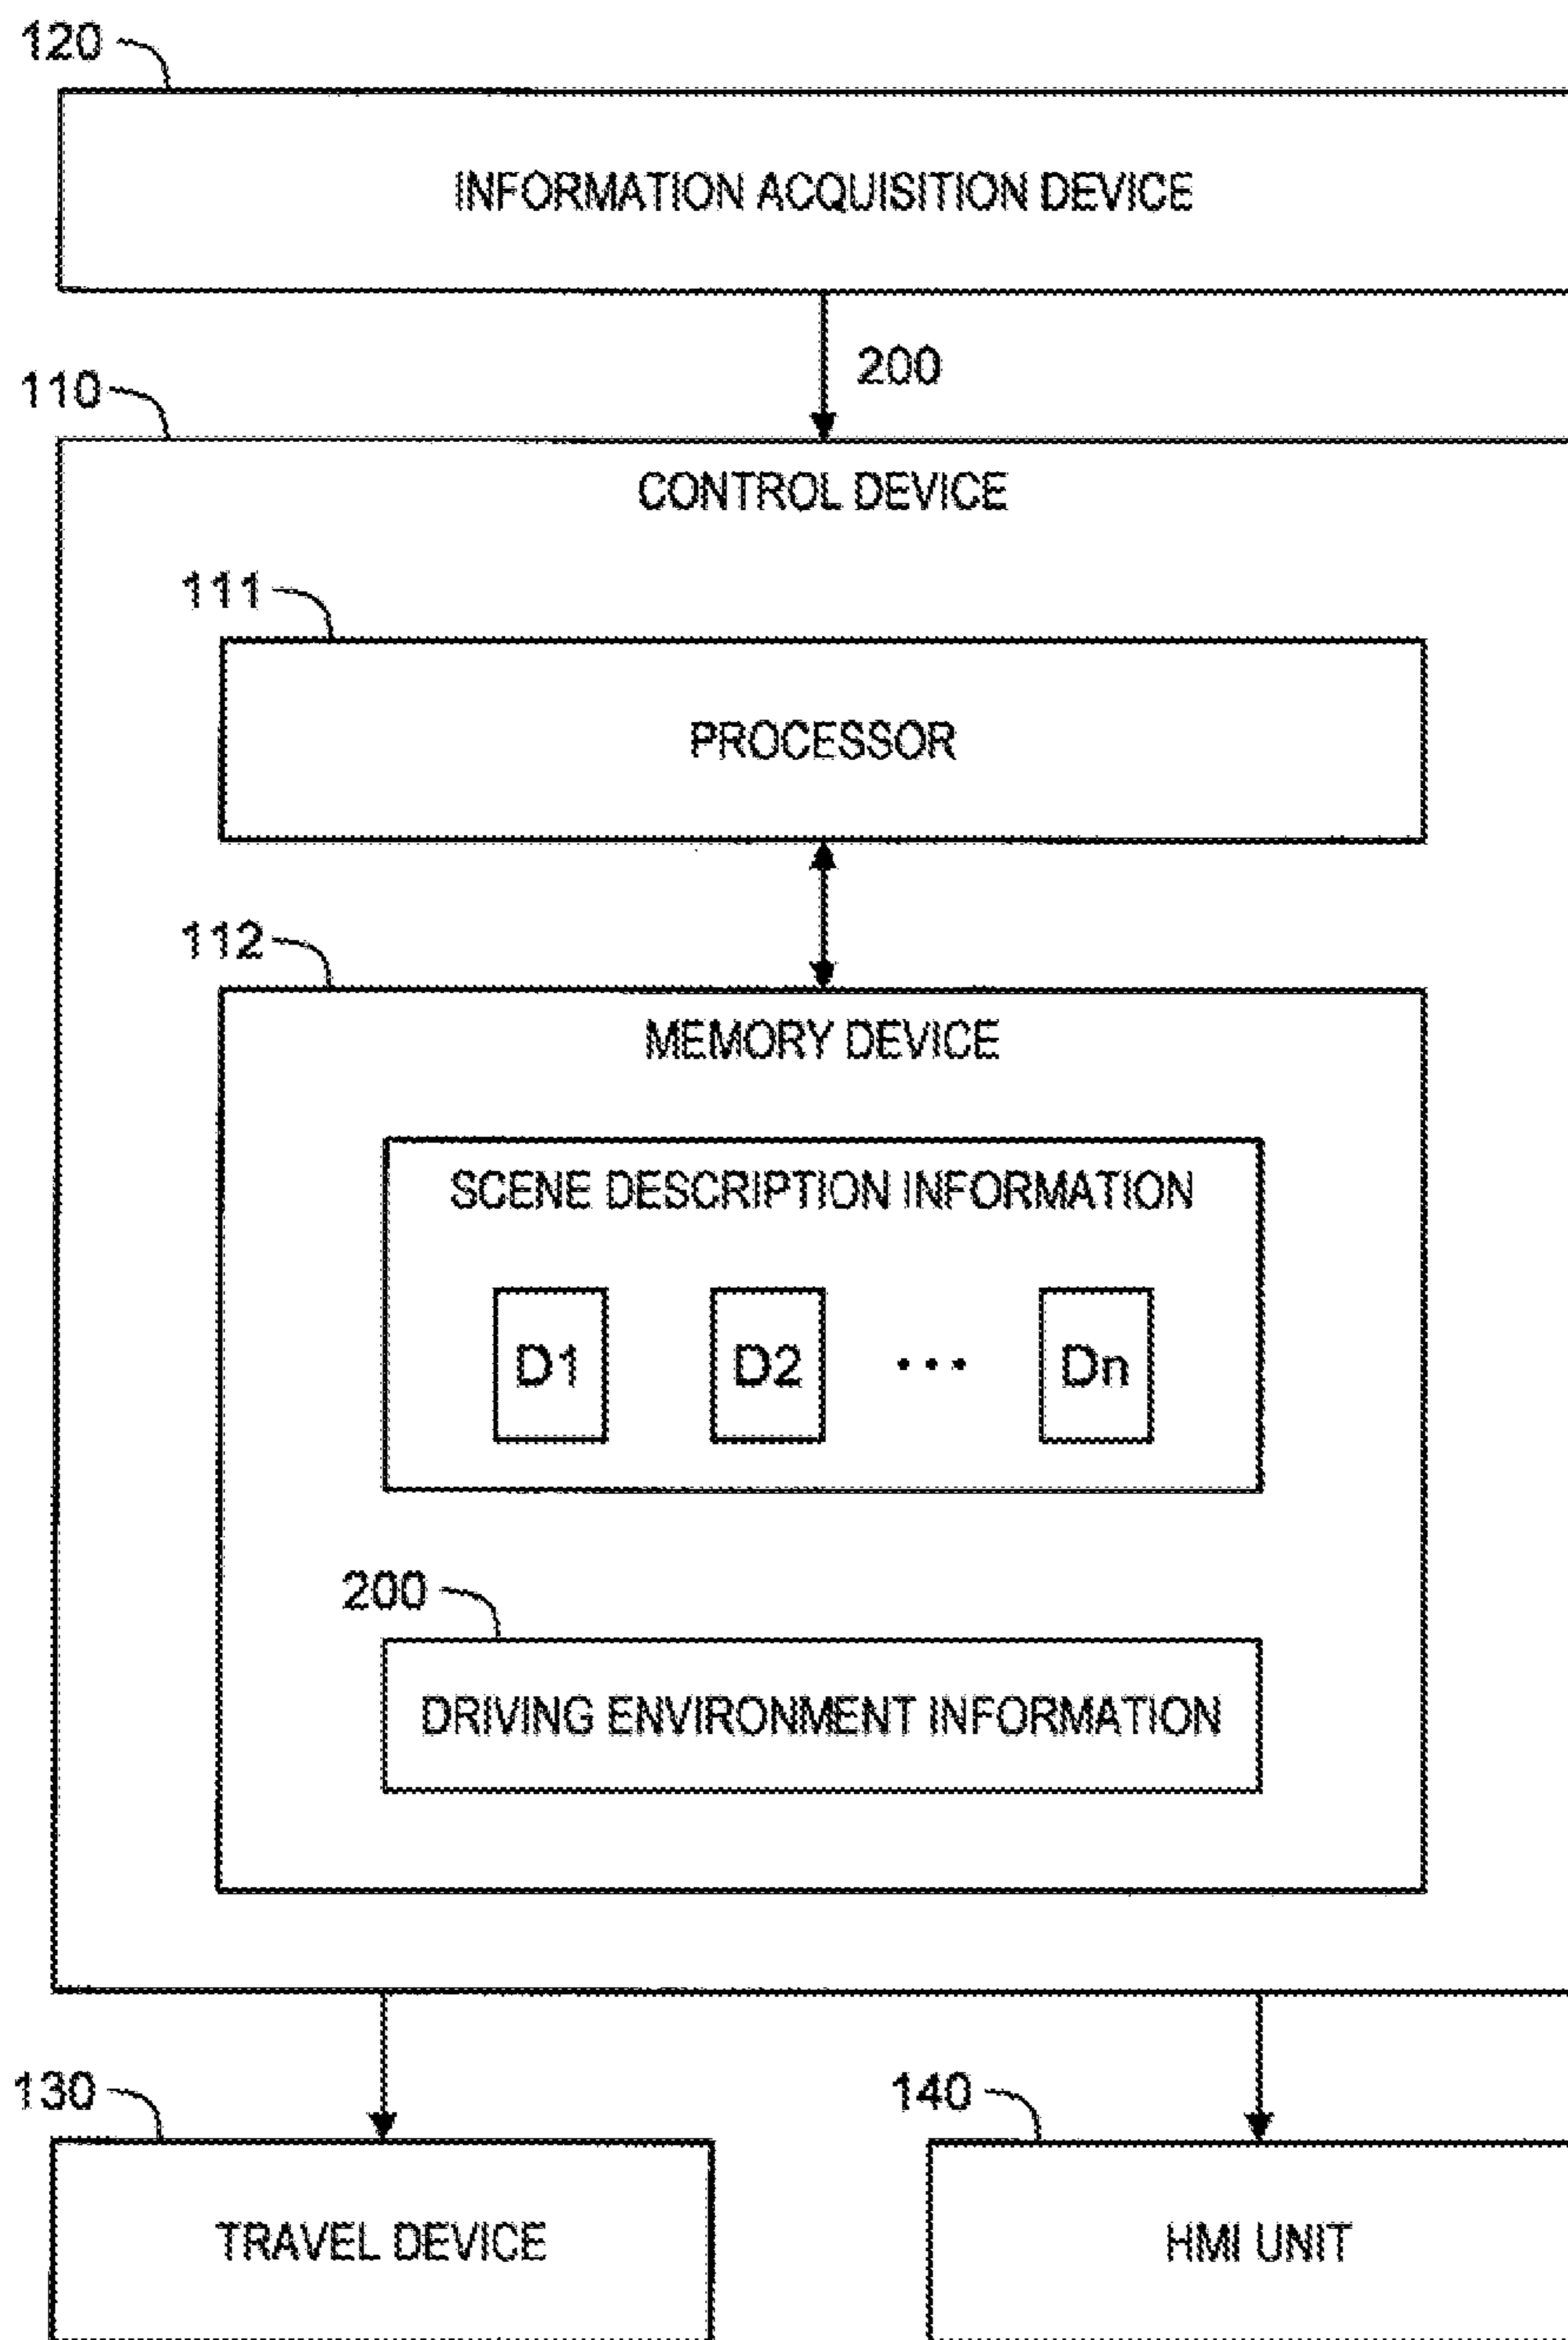 120
INFORMATION ACQUISITION DEVICE
200
110
CONTROL DEVICE
111
PROCESSOR
112
MEMORY DEVICE
SCENE DESCRIPTION INFORMATION
D1 D2 ••• Dn
200
DRIVING ENVIRONMENT INFORMATION
130 140
TRAVEL DEVICE HMI UNIT